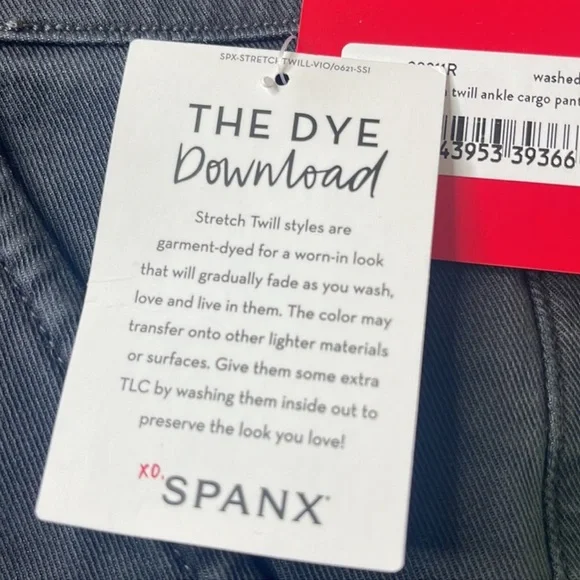 SPX-STRETCH TWILL-VIO/0621-SSI
THE DYE
Download
Stretch Twill styles are
garment-dyed for a worn-in look
that will gradually fade as you wash,
love and live in them. The color may
transfer onto other lighter materials
or surfaces. Give them some extra
TLC by washing them inside out to
preserve the look you love!
XO,
SPANX
washed
twill ankle cargo pant
43953 39366